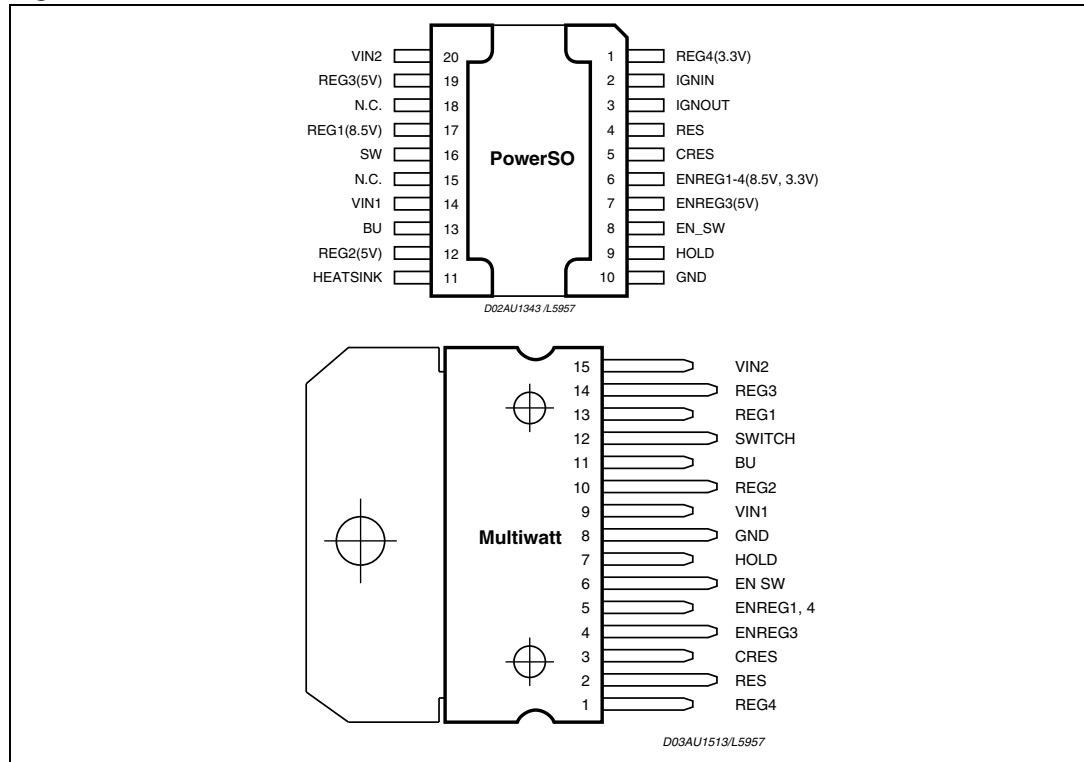 VIN2 20 1 REG4(3.3V)
REG3(5V) 19 2 IGNIN
N.C. 18 3 IGNOUT
REG1(8.5V) 17 4 RES
SW 16 5 CRES
PowerSO
N.C. 15 6 ENREG1-4(8.5V, 3.3V)
VIN1 14 7 ENREG3(5V)
BU 13 8 EN_SW
REG2(5V) 12 9 HOLD
HEATSINK 11 10 GND
D02AU1343 /L5957
15 VIN2
14 REG3
13 REG1
12 SWITCH
11 BU
10 REG2
9 VIN1
Multiwatt 8 GND
7 HOLD
6 EN SW
5 ENREG1, 4
4 ENREG3
3 CRES
2 RES
1 REG4
D03AU1513/L5957